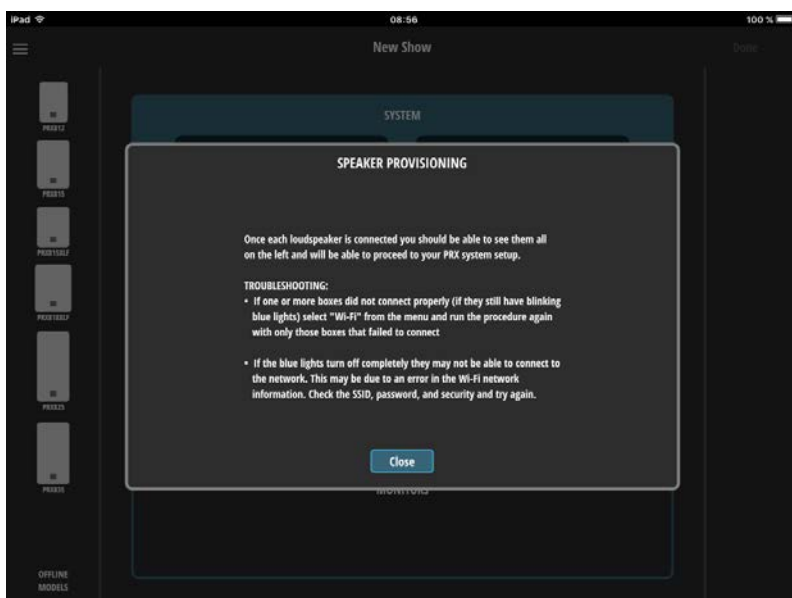 iPad
08:56
100 %
New Show
Done
SYSTEM
PRX812
PRX815
PRX815XLF
PRX818XLF
PRX825
PRX835
SPEAKER PROVISIONING
Once each loudspeaker is connected you should be able to see them all
on the left and will be able to proceed to your PRX system setup.
TROUBLESHOOTING:
• If one or more boxes did not connect properly (if they still have blinking
blue lights) select "Wi-Fi" from the menu and run the procedure again
with only those boxes that failed to connect
• If the blue lights turn off completely they may not be able to connect to
the network. This may be due to an error in the Wi-Fi network
information. Check the SSID, password, and security and try again.
Close
MONITORS
OFFLINE
MODELS